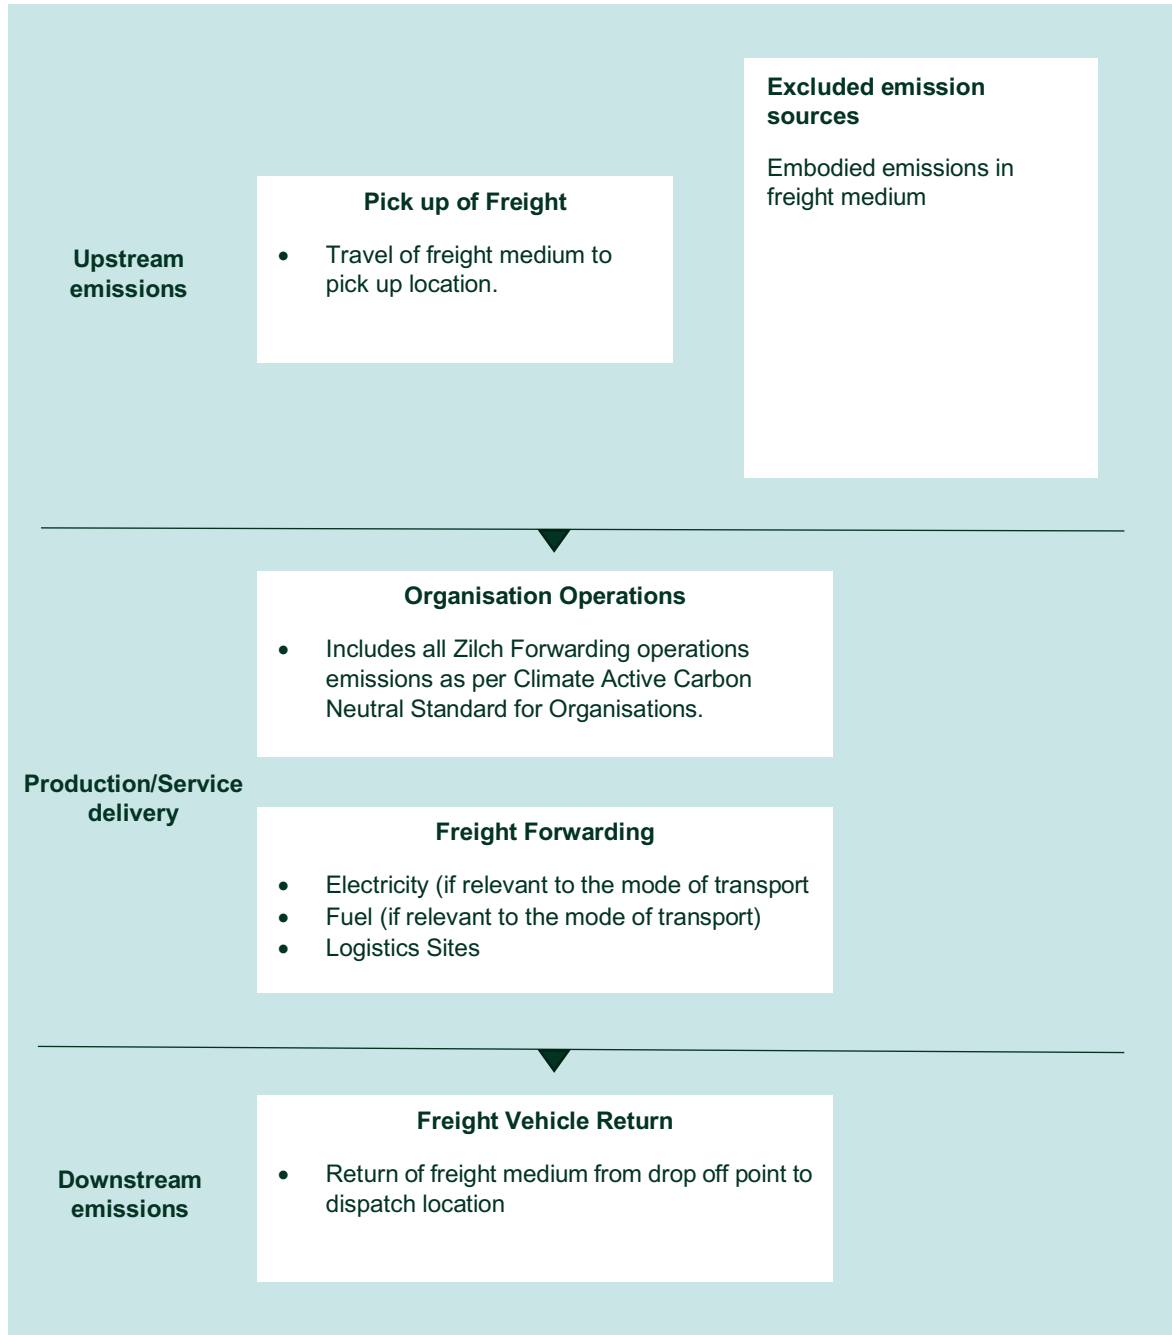 Excluded emission
sources
Embodied emissions in
freight medium
Pick up of Freight
Upstream
emissions
• Travel of freight medium to
pick up location.
Organisation Operations
• Includes all Zilch Forwarding operations
emissions as per Climate Active Carbon
Neutral Standard for Organisations.
Production/Service
delivery
Freight Forwarding
• Electricity (if relevant to the mode of transport
• Fuel (if relevant to the mode of transport)
• Logistics Sites
Freight Vehicle Return
Downstream
emissions
• Return of freight medium from drop off point to
dispatch location